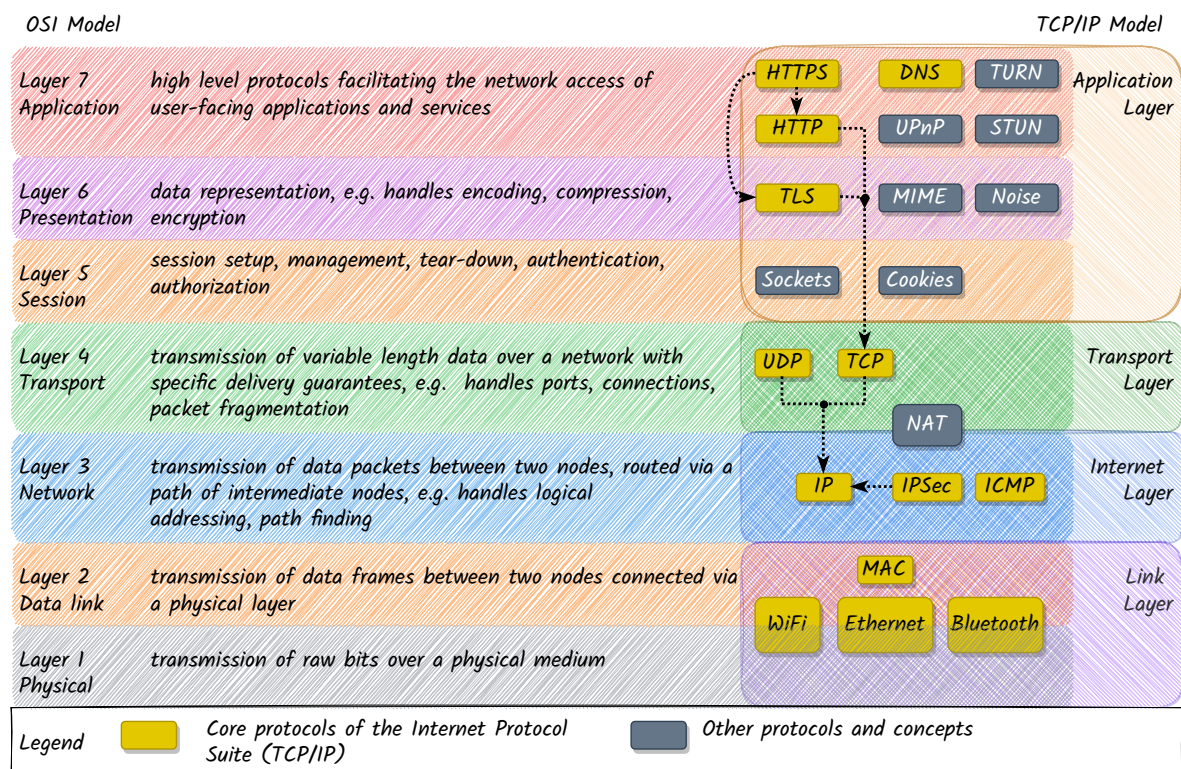 OSI Model
TCP/IP Model
Layer 7
Application
high level protocols facilitating the network access of
user-facing applications and services
HTTPS
DNS
TURN
HTTP
UPnP
STUN
Application
Layer
Layer 6
Presentation
data representation, e.g. handles encoding, compression,
encryption
TLS
MIME
Noise
Layer 5
Session
session setup, management, tear-down, authentication,
authorization
Sockets
Cookies
Layer 4
Transport
transmission of variable length data over a network with
specific delivery guarantees, e.g. handles ports, connections,
packet fragmentation
UDP
TCP
NAT
Transport
Layer
Layer 3
Network
transmission of data packets between two nodes, routed via a
path of intermediate nodes, e.g. handles logical
addressing, path finding
IP
IPSec
ICMP
Internet
Layer
Layer 2
Data link
transmission of data frames between two nodes connected via
a physical layer
MAC
WiFi
Ethernet
Bluetooth
Link
Layer
Layer 1
Physical
transmission of raw bits over a physical medium
Legend
Core protocols of the Internet Protocol
Suite (TCP/IP)
Other protocols and concepts